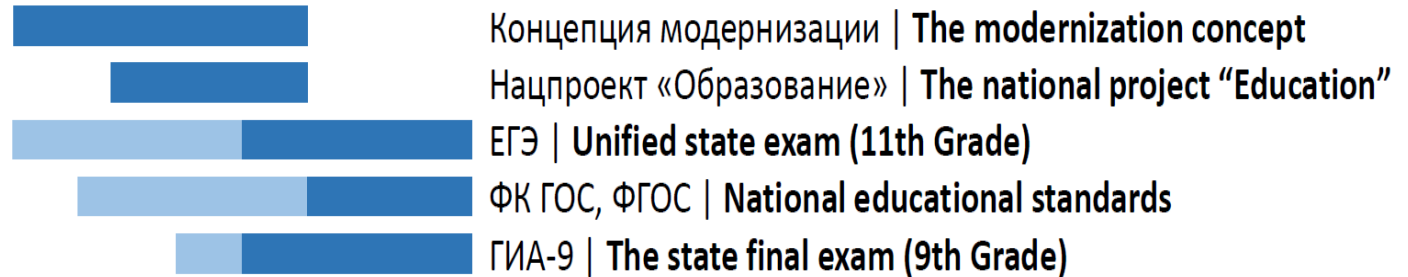 Концепция модернизации | The modernization concept
Нацпроект «Образование» | The national project “Education”
ЕГЭ | Unified state exam (11th Grade)
ФК ГОС, ФГОС | National educational standards
ГИА-9 | The state final exam (9th Grade)